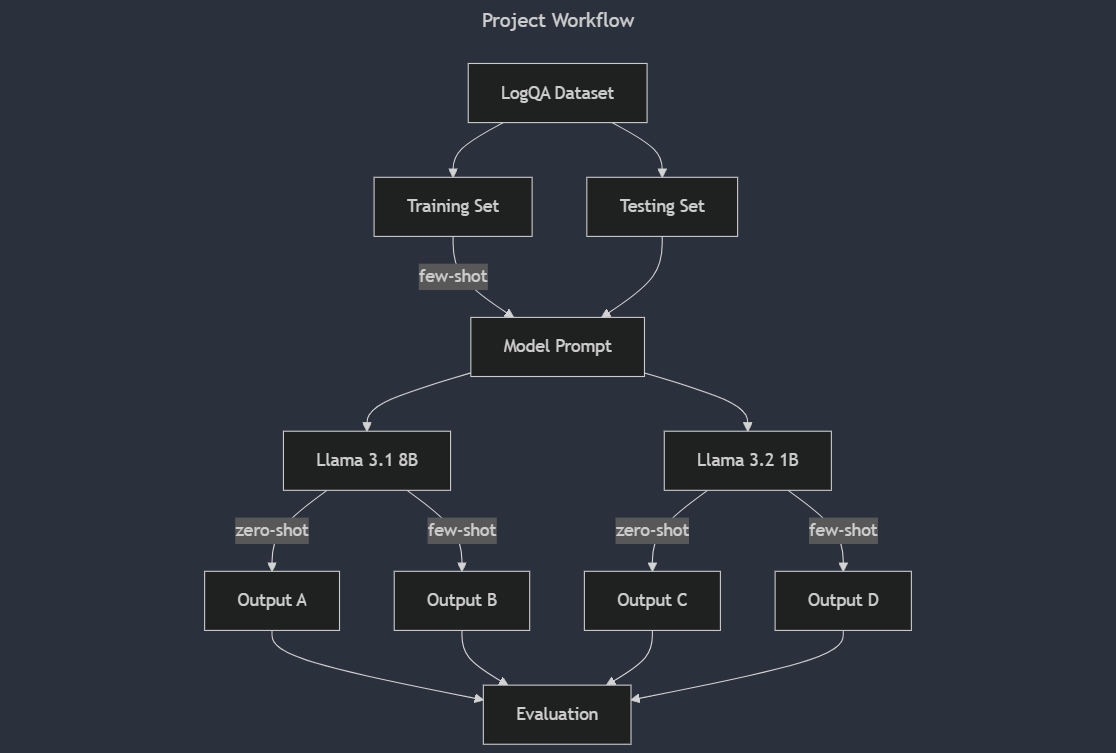 Project Workflow
LogQA Dataset
Training Set
Testing Set
few-shot
Model Prompt
Llama 3.1 8B
Llama 3.2 1B
zero-shot
few-shot
zero-shot
few-shot
Output A
Output B
Output C
Output D
Evaluation